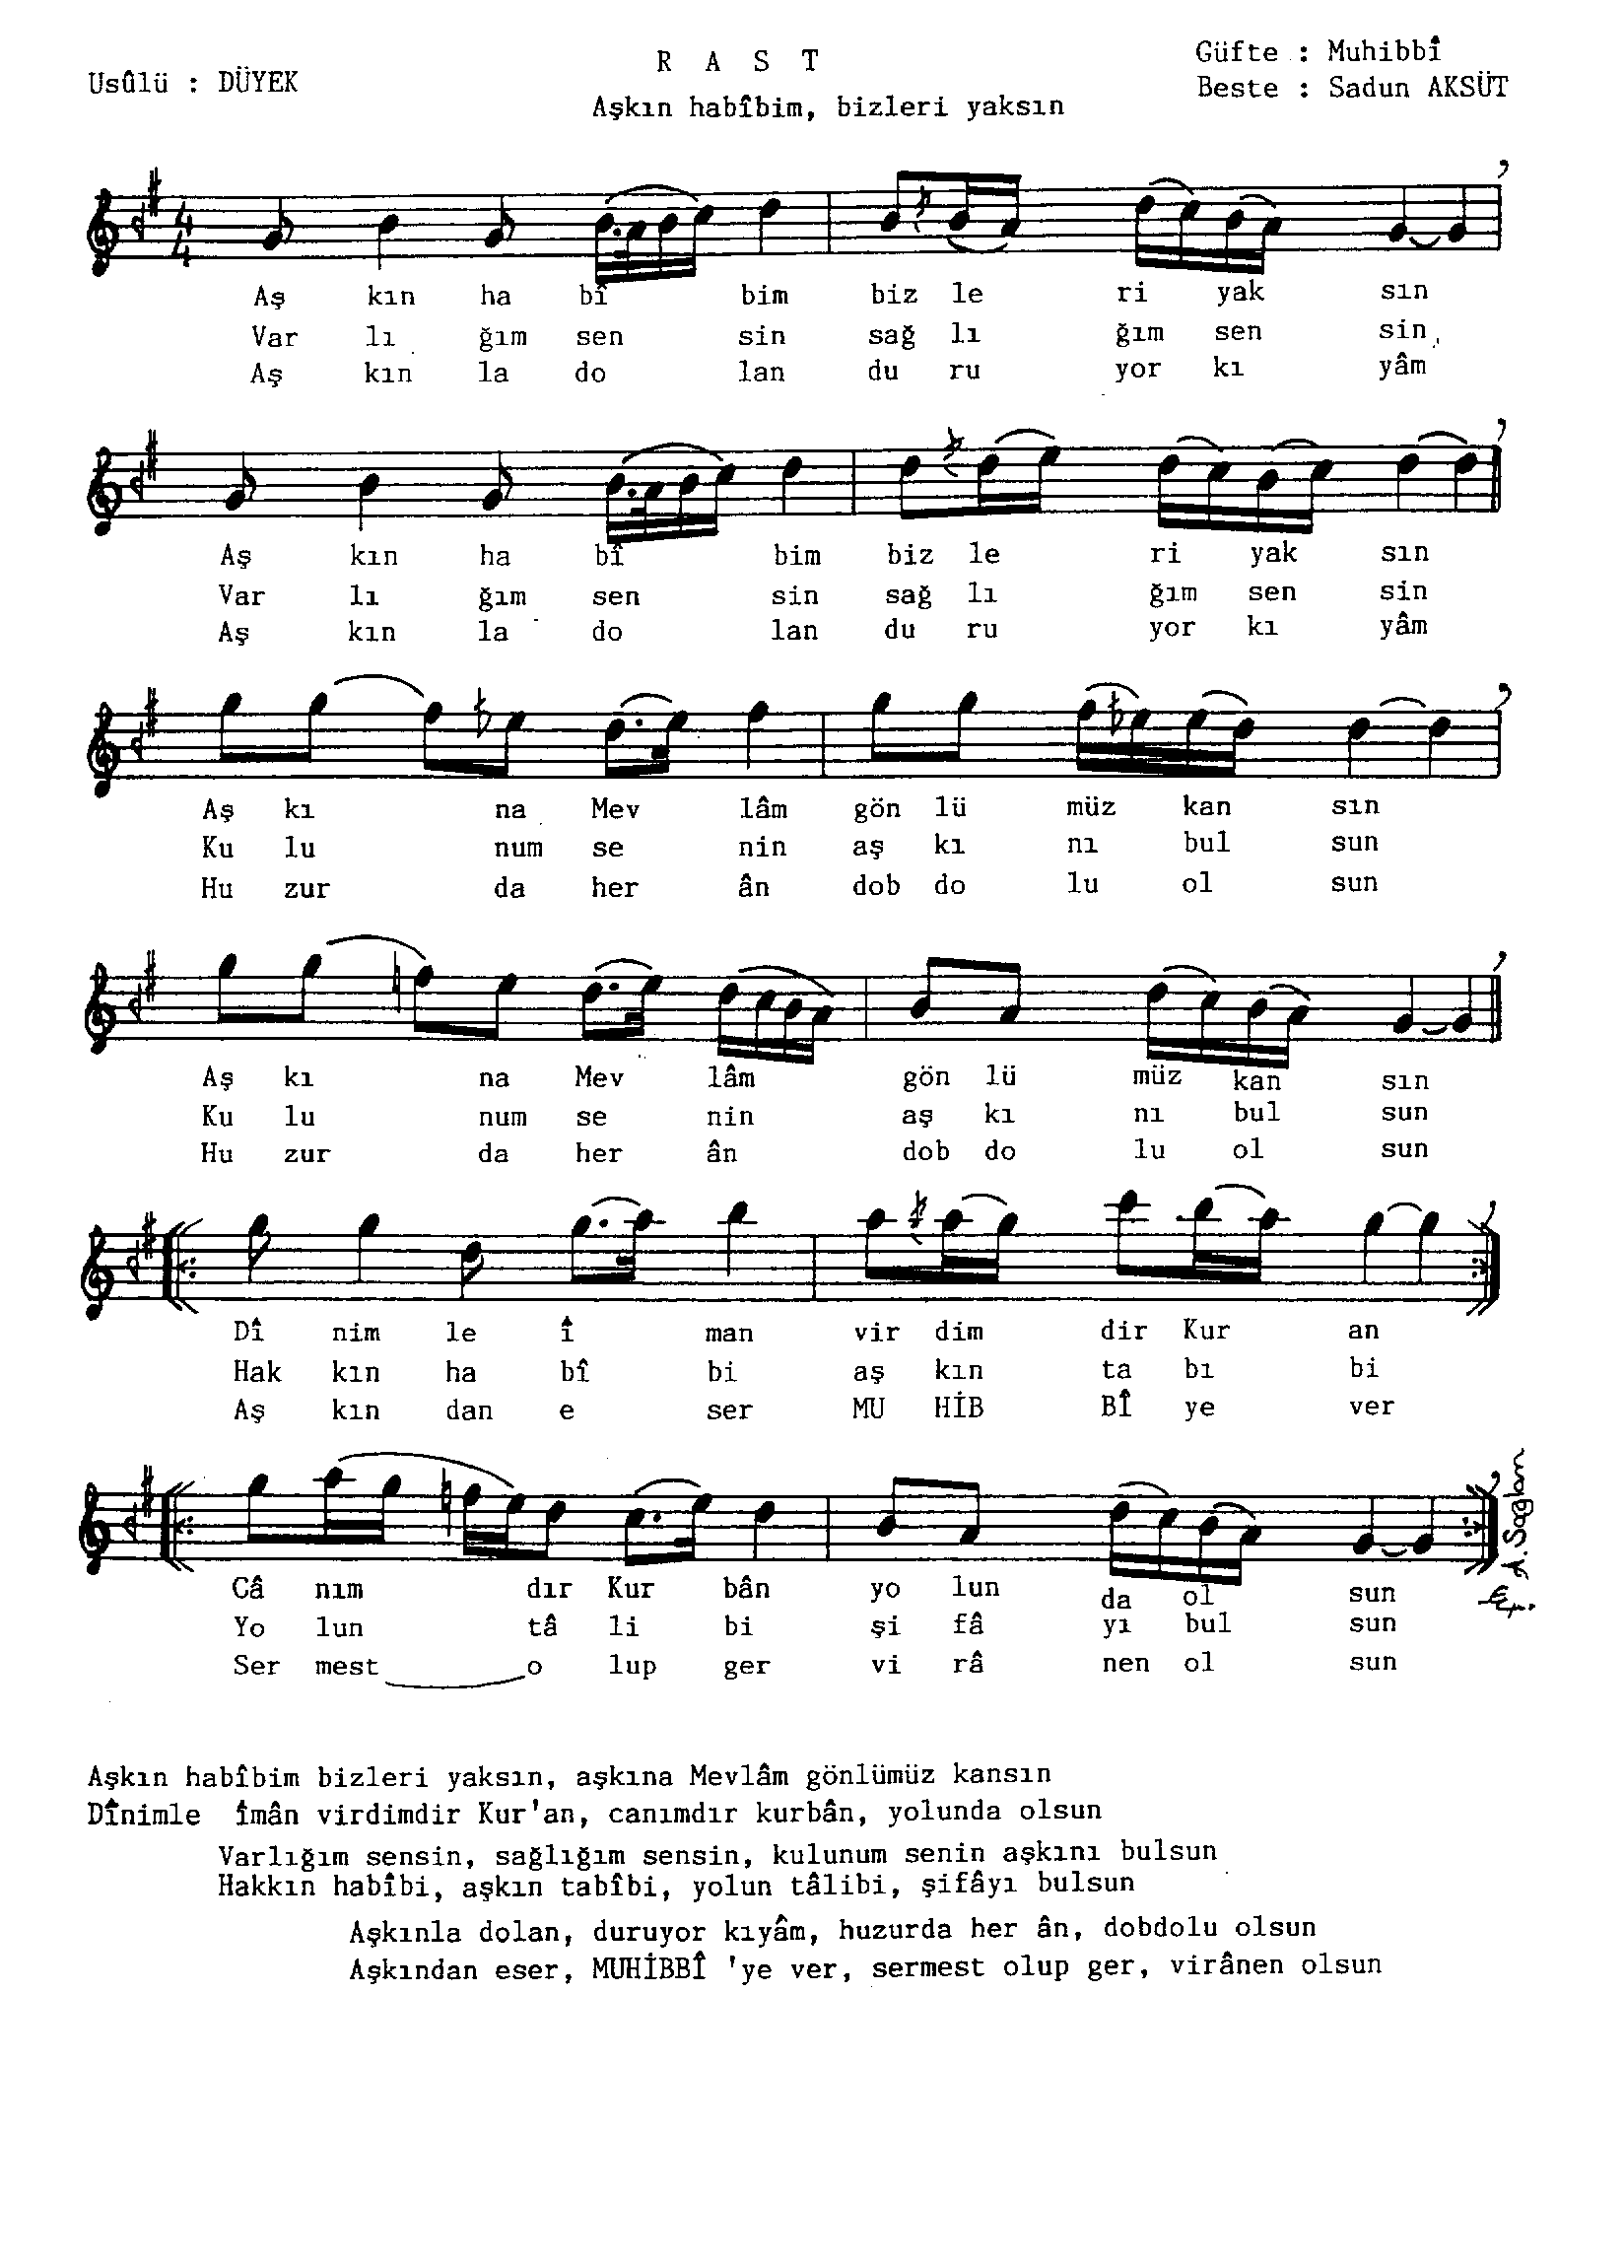 R A S T
Usûlü : DÜYEK
Güfte : Muhibbî
Beste : Sadun AKSÜT
Aşkın habîbim, bizleri yaksın
4
4
Aş kın ha bî bim biz le ri yak sın
Var lı ğım sen sin sağ lı ğım sen sin
Aş kın la do lan du ru yor kı yâm
Aş kın ha bî bim biz le ri yak sın
Var lı ğım sen sin sağ lı ğım sen sin
Aş kın la do lan du ru yor kı yâm
Aş kı na Mev lâm gön lü müz kan sın
Ku lu num se nin aş kı nı bul sun
Hu zur da her ân dob do lu ol sun
Aş kı na Mev lâm gön lü müz kan sın
Ku lu num se nin aş kı nı bul sun
Hu zur da her ân dob do lu ol sun
Dî nim le î man vir dim dir Kur an
Hak kın ha bî bi aş kın ta bı bi
Aş kın dan e ser MU HİB BÎ ye ver
Câ nım dır Kur bân yo lun da ol sun
Yo lun tâ li bi şi fâ yı bul sun
Ser mest o lup ger vi râ nen ol sun
A. Sağlam
Aşkın habîbim bizleri yaksın, aşkına Mevlâm gönlümüz kansın
Dînimle îmân virdimdir Kur'an, canımdır kurbân, yolunda olsun
Varlığım sensin, sağlığım sensin, kulunum senin aşkını bulsun
Hakkın habîbi, aşkın tabîbi, yolun tâlibi, şifâyı bulsun
Aşkınla dolan, duruyor kıyâm, huzurda her ân, dobdolu olsun
Aşkından eser, MUHİBBÎ 'ye ver, sermest olup ger, virânen olsun